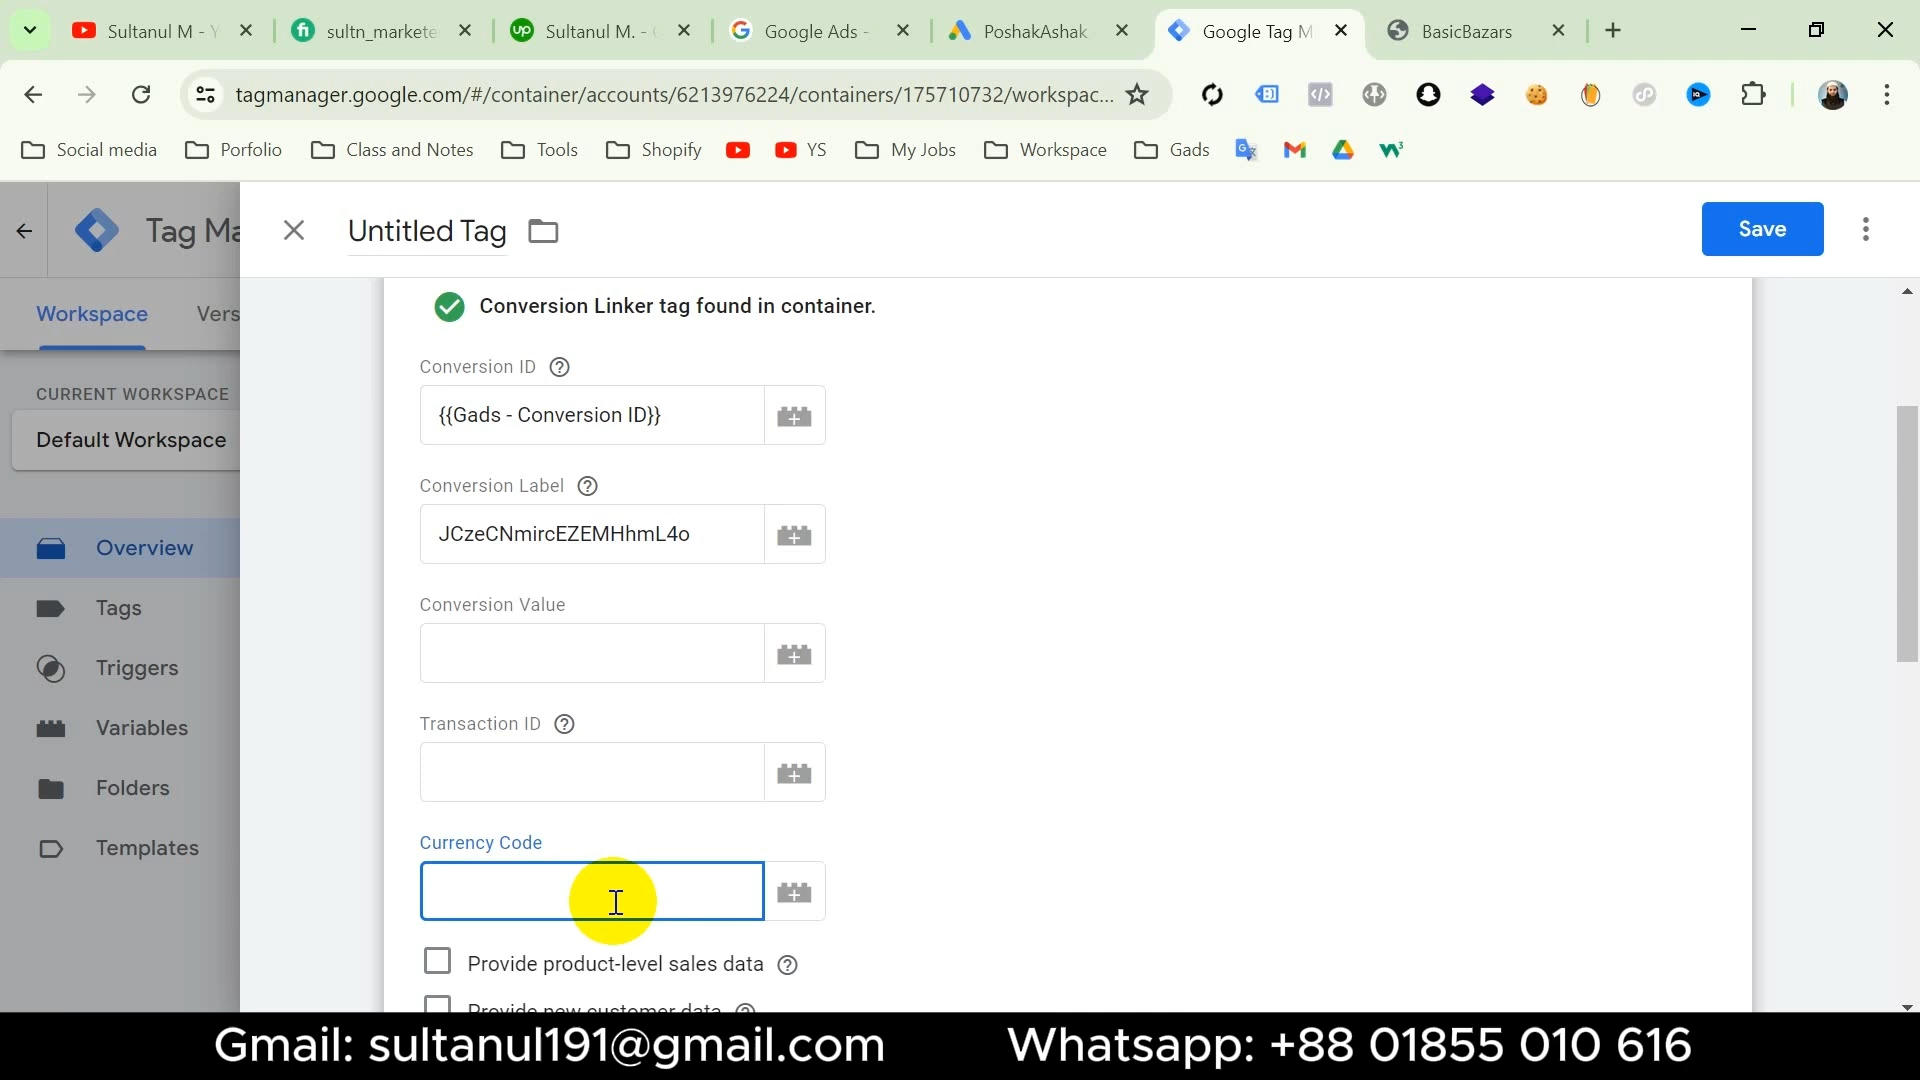 Sultanul M - Y
sultn_markete
Sultanul M. -
Google Ads -
PoshakAshak
Google Tag M
BasicBazars
tagmanager.google.com/#/container/accounts/6213976224/containers/175710732/workspac...
Social media
Porfolio
Class and Notes
Tools
Shopify
YS
My Jobs
Workspace
Gads
Tag Ma
Untitled Tag
Save
Workspace
Vers
CURRENT WORKSPACE
Default Workspace
Overview
Tags
Triggers
Variables
Folders
Templates
Conversion Linker tag found in container.
Conversion ID
{{Gads - Conversion ID}}
Conversion Label
JCzeCNmircEZEMHhmL4o
Conversion Value
Transaction ID
Currency Code
Provide product-level sales data
Provide new customer data
Gmail: sultanul191@gmail.com
Whatsapp: +88 01855 010 616